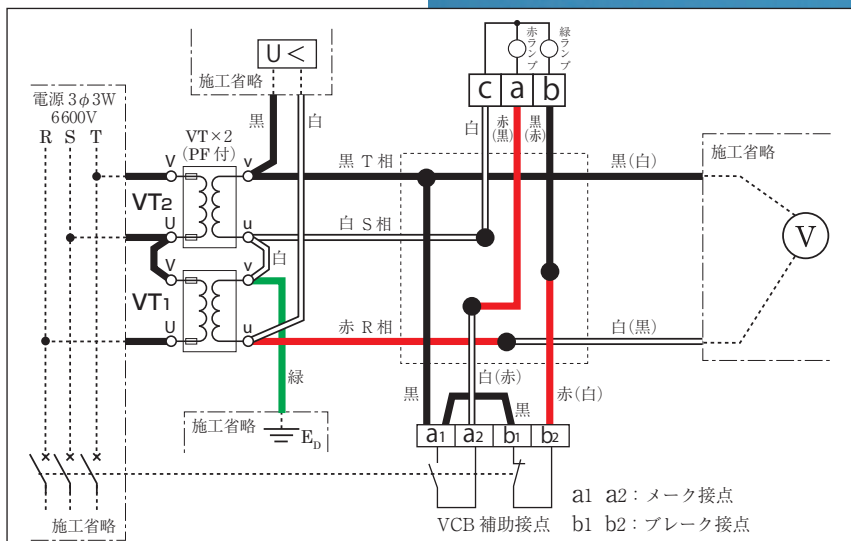 電源 3φ3W
6600V
R S T
施工省略
U<
施工省略
黒
白
VT×2
(PF付)
V
v
VT2
U
u
白
V
v
VT1
U
u
緑
施工省略
E_D
黒 T 相
白 S 相
赤 R 相
赤ランプ
緑ランプ
c a b
白
赤(黒)
黒(赤)
黒(白)
白(黒)
施工省略
V
白(赤)
赤(白)
黒
黒
a1 a2 b1 b2
VCB 補助接点
a1 a2：メーク接点
b1 b2：ブレーク接点